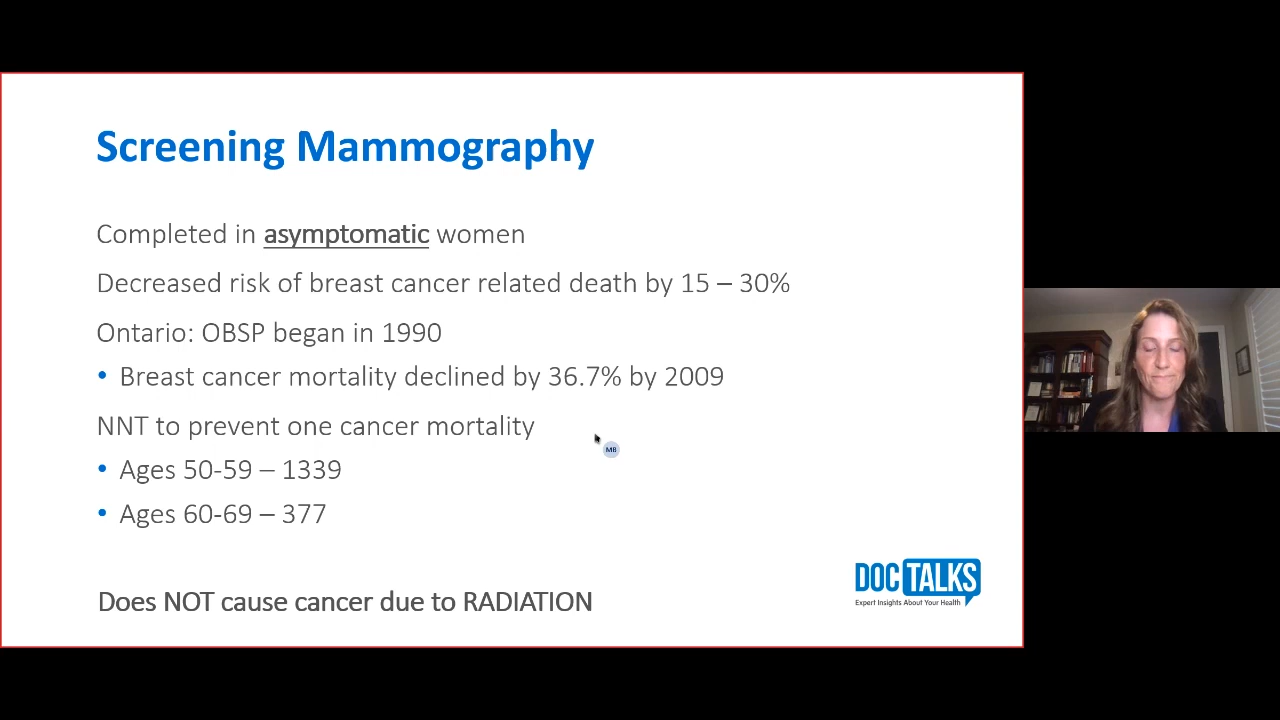 Screening Mammography
Completed in asymptomatic women
Decreased risk of breast cancer related death by 15 – 30%
Ontario: OBSP began in 1990
• Breast cancer mortality declined by 36.7% by 2009
NNT to prevent one cancer mortality
MB
• Ages 50-59 – 1339
• Ages 60-69 – 377
DOC TALKS
Expert Insights About Your Health
Does NOT cause cancer due to RADIATION